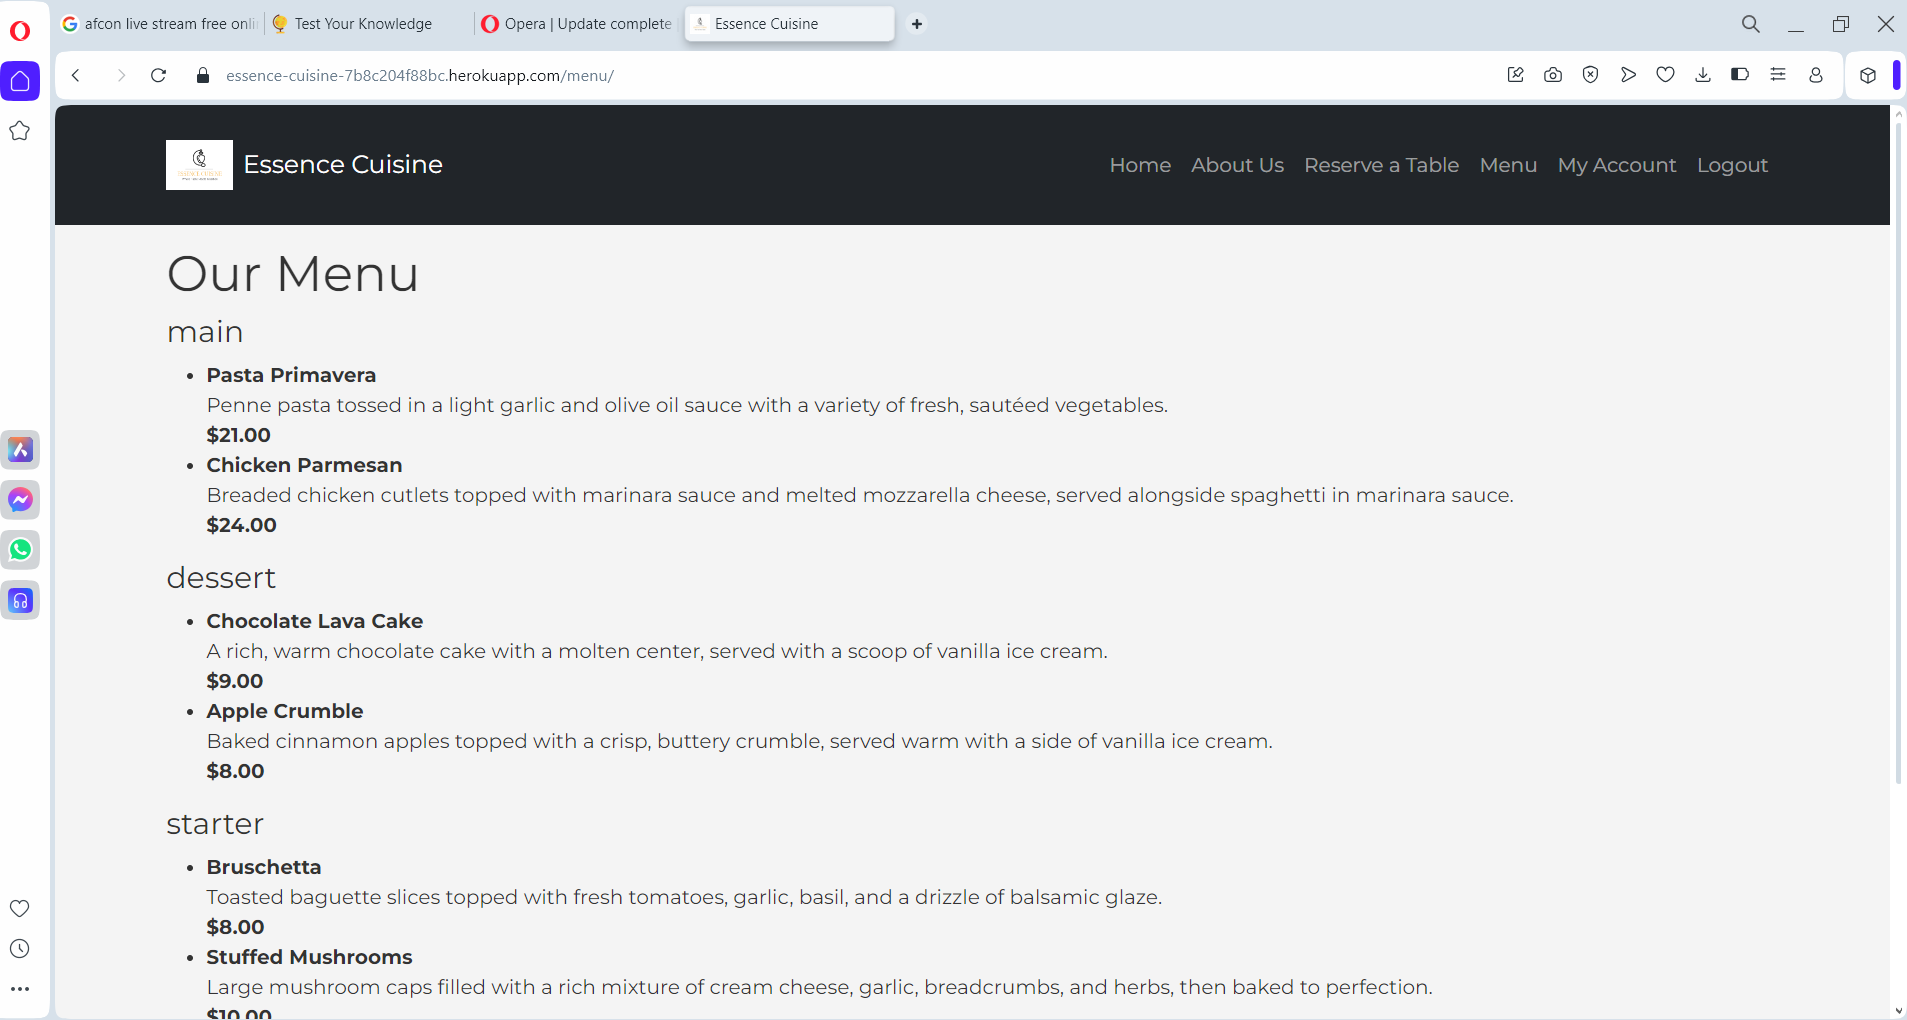 afcon live stream free onli
Test Your Knowledge
Opera | Update complete
Essence Cuisine
essence-cuisine-7b8c204f88bc.herokuapp.com/menu/
Essence Cuisine
Home
About Us
Reserve a Table
Menu
My Account
Logout
Our Menu
main
Pasta Primavera
Penne pasta tossed in a light garlic and olive oil sauce with a variety of fresh, sautéed vegetables.
$21.00
Chicken Parmesan
Breaded chicken cutlets topped with marinara sauce and melted mozzarella cheese, served alongside spaghetti in marinara sauce.
$24.00
dessert
Chocolate Lava Cake
A rich, warm chocolate cake with a molten center, served with a scoop of vanilla ice cream.
$9.00
Apple Crumble
Baked cinnamon apples topped with a crisp, buttery crumble, served warm with a side of vanilla ice cream.
$8.00
starter
Bruschetta
Toasted baguette slices topped with fresh tomatoes, garlic, basil, and a drizzle of balsamic glaze.
$8.00
Stuffed Mushrooms
Large mushroom caps filled with a rich mixture of cream cheese, garlic, breadcrumbs, and herbs, then baked to perfection.
$10.00